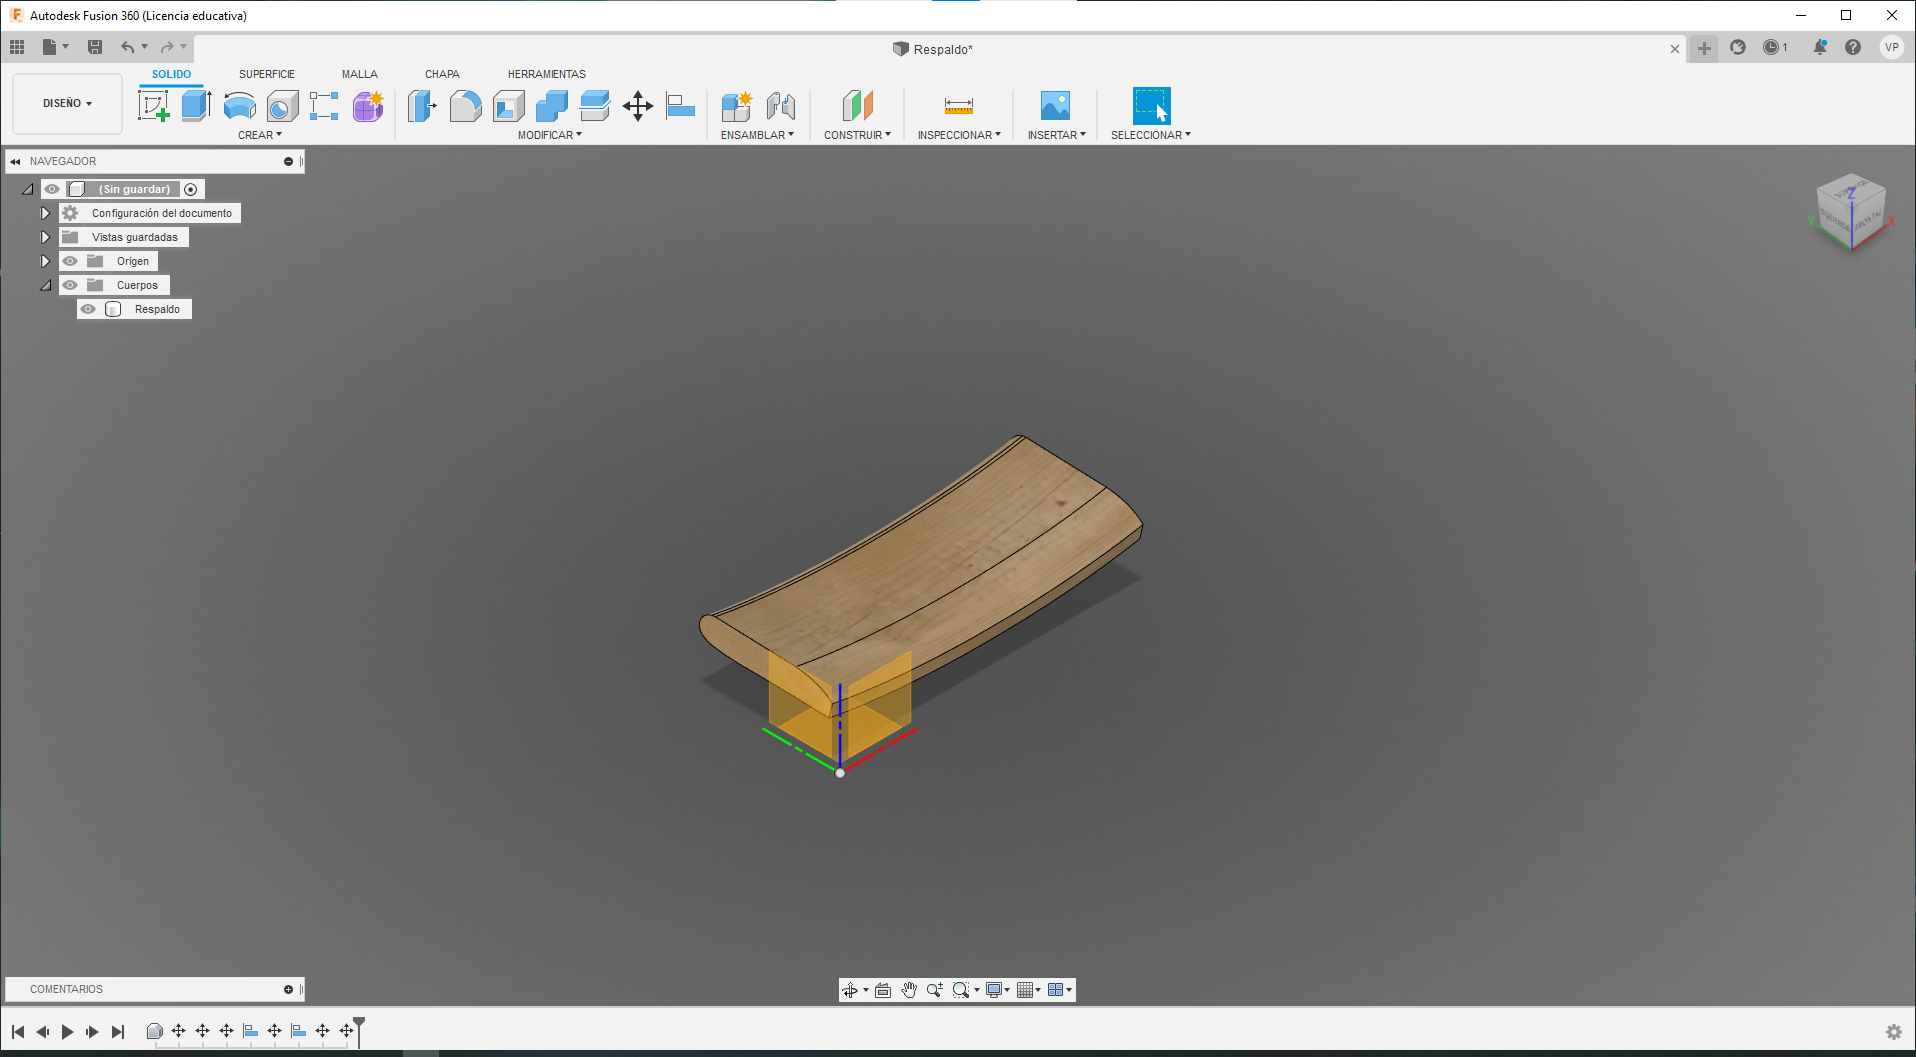 Autodesk Fusion 360 (Licencia educativa)
Respaldo*
1
VP
DISEÑO
SOLIDO
SUPERFICIE
MALLA
CHAPA
HERRAMIENTAS
CREAR
MODIFICAR
ENSAMBLAR
CONSTRUIR
INSPECCIONAR
INSERTAR
SELECCIONAR
NAVEGADOR
(Sin guardar)
Configuración del documento
Vistas guardadas
Origen
Cuerpos
Respaldo
Z
Y
X
COMENTARIOS